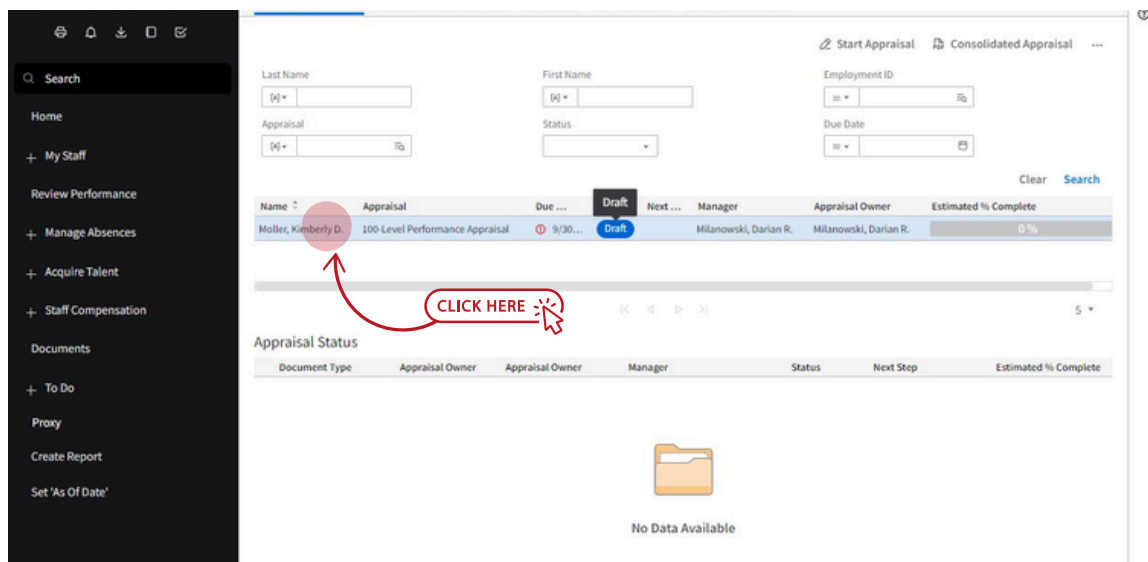 Start Appraisal Consolidated Appraisal ...
Search
Last Name First Name Employment ID
[A] [A] =
Home
Appraisal Status Due Date
[A] =
My Staff
Clear Search
Review Performance
Draft
Name Appraisal Due ... Next ... Manager Appraisal Owner Estimated % Complete
Manage Absences
Moller, Kimberly D. 100-Level Performance Appraisal 9/30... Draft Milanowski, Darian R. Milanowski, Darian R. 0 %
Acquire Talent
Staff Compensation
CLICK HERE
5
Documents
Appraisal Status
Document Type Appraisal Owner Appraisal Owner Manager Status Next Step Estimated % Complete
To Do
Proxy
Create Report
Set 'As Of Date'
No Data Available